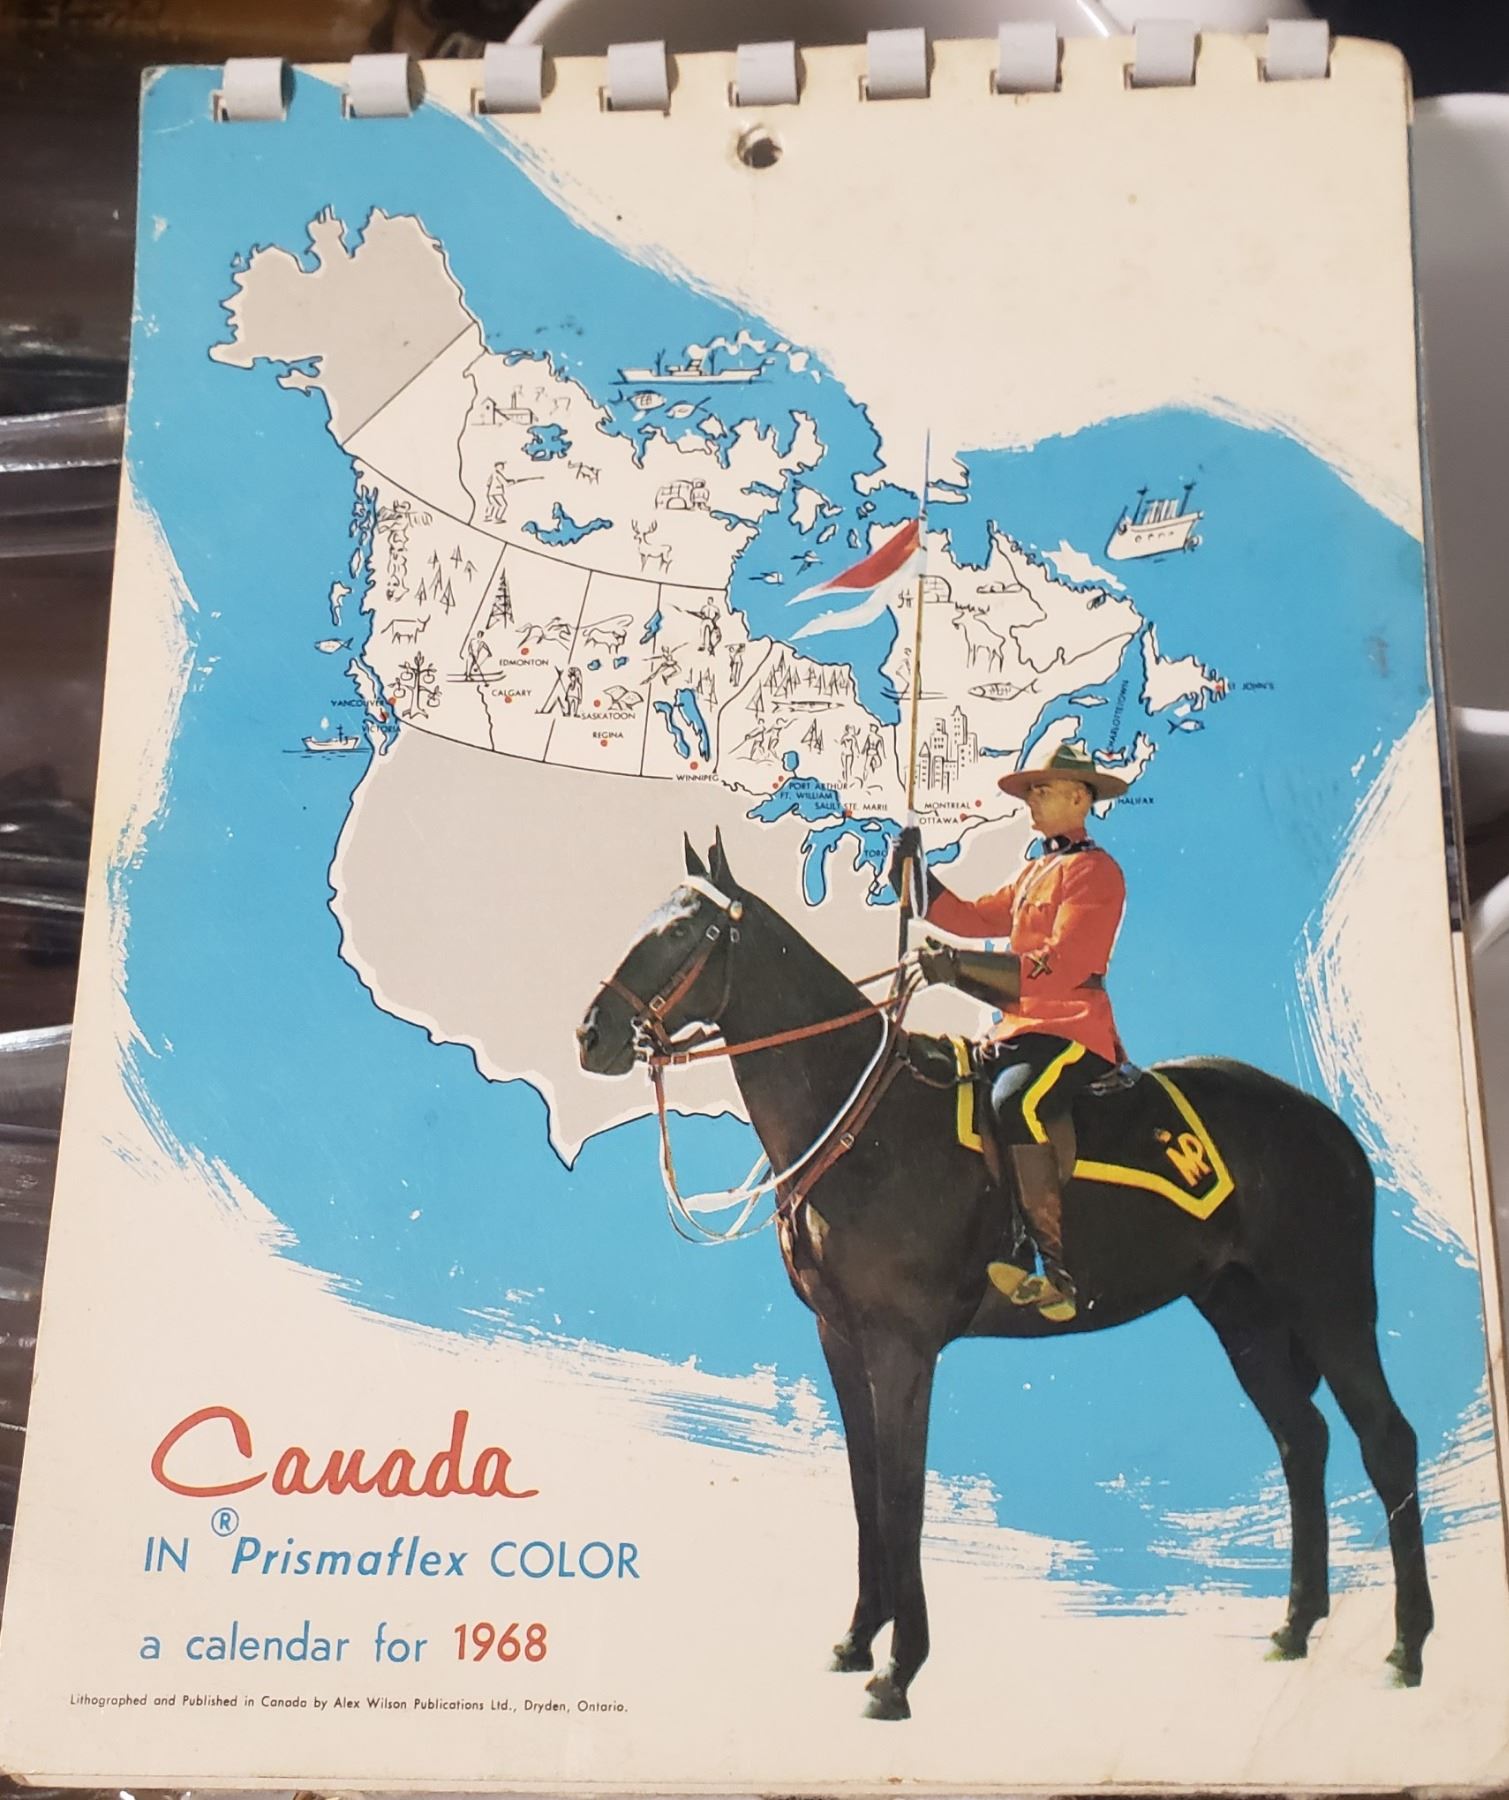 EDMONTON
CALGARY
VANCOUVER
VICTORIA
SASKATOON
REGINA
WINNIPEG
PORT ARTHUR
FT. WILLIAM
SAULT STE. MARIE
MONTREAL
OTTAWA
TORO
ST JOHN'S
CHARLOTTETOWN
HALIFAX
MP
Canada
IN ®Prismaflex COLOR
a calendar for 1968
Lithographed and Published in Canada by Alex Wilson Publications Ltd., Dryden, Ontario.